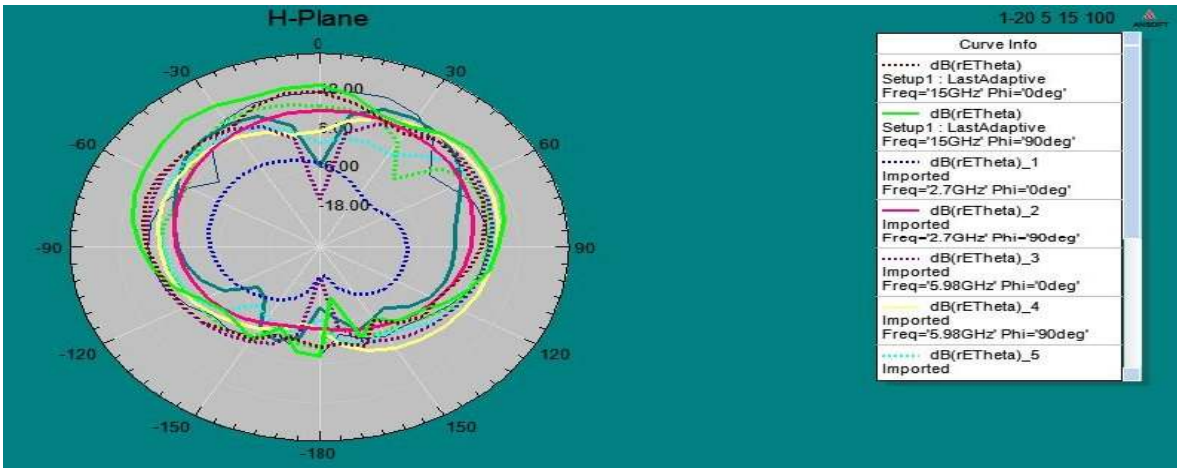 H-Plane
1-20 5 15 100
ANSOFT
0
-30
30
-60
60
-90
90
-120
120
-150
150
-180
-18.00
Curve Info
dB(rETheta)
Setup1 : LastAdaptive
Freq='15GHz' Phi='0deg'
dB(rETheta)
Setup1 : LastAdaptive
Freq='15GHz' Phi='90deg'
dB(rETheta)_1
Imported
Freq='2.7GHz' Phi='0deg'
dB(rETheta)_2
Imported
Freq='2.7GHz' Phi='90deg'
dB(rETheta)_3
Imported
Freq='5.98GHz' Phi='0deg'
dB(rETheta)_4
Imported
Freq='5.98GHz' Phi='90deg'
dB(rETheta)_5
Imported